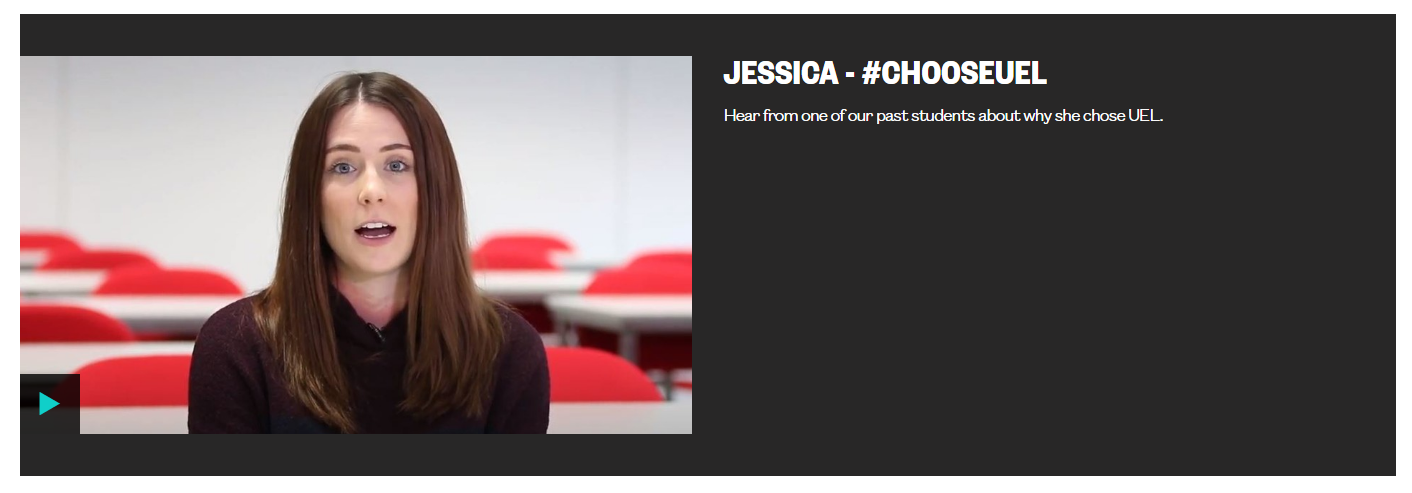 JESSICA - #CHOOSEUEL
Hear from one of our past students about why she chose UEL.